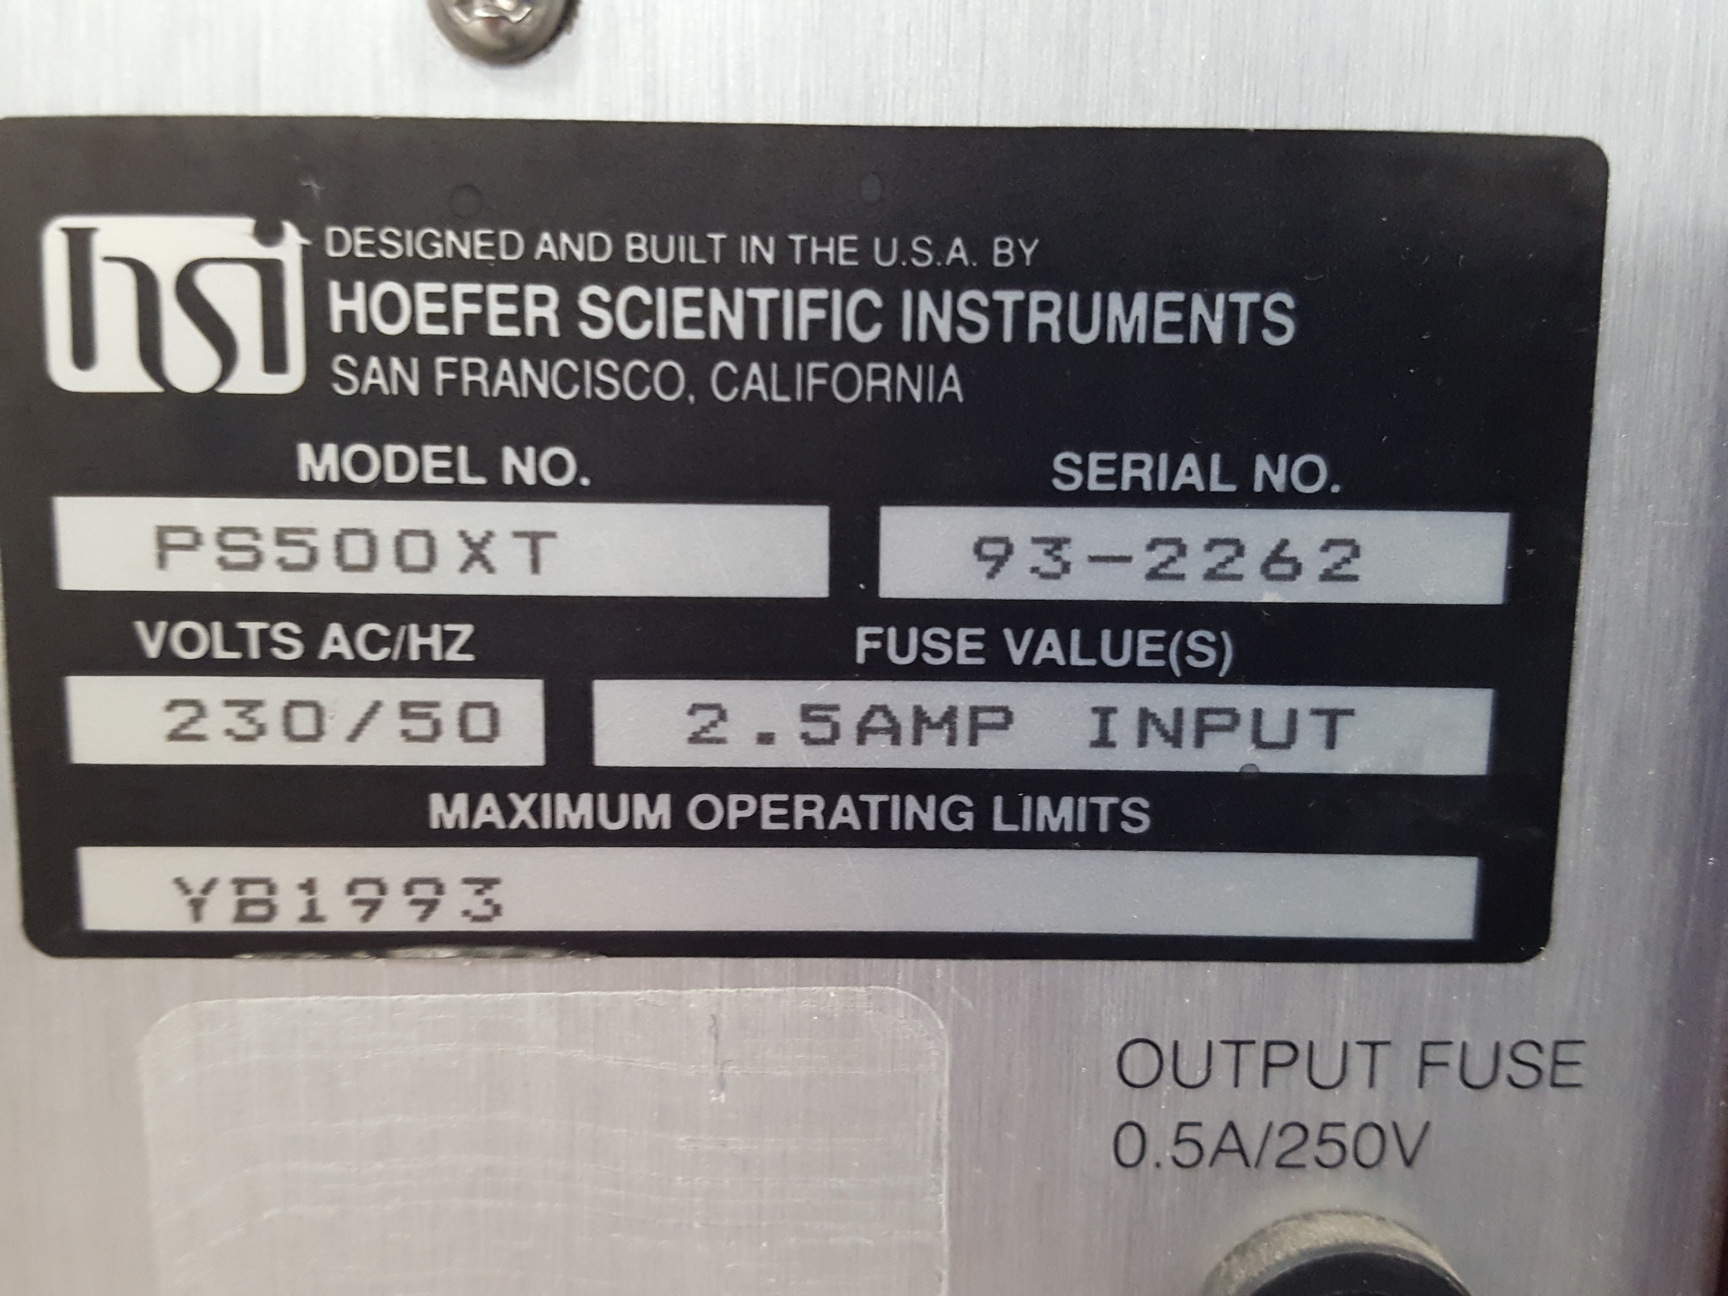 hsi
DESIGNED AND BUILT IN THE U.S.A. BY
HOEFER SCIENTIFIC INSTRUMENTS
SAN FRANCISCO, CALIFORNIA
MODEL NO. SERIAL NO.
PS500XT 93-2262
VOLTS AC/HZ FUSE VALUE(S)
230/50 2.5AMP INPUT
MAXIMUM OPERATING LIMITS
YB1993
OUTPUT FUSE
0.5A/250V